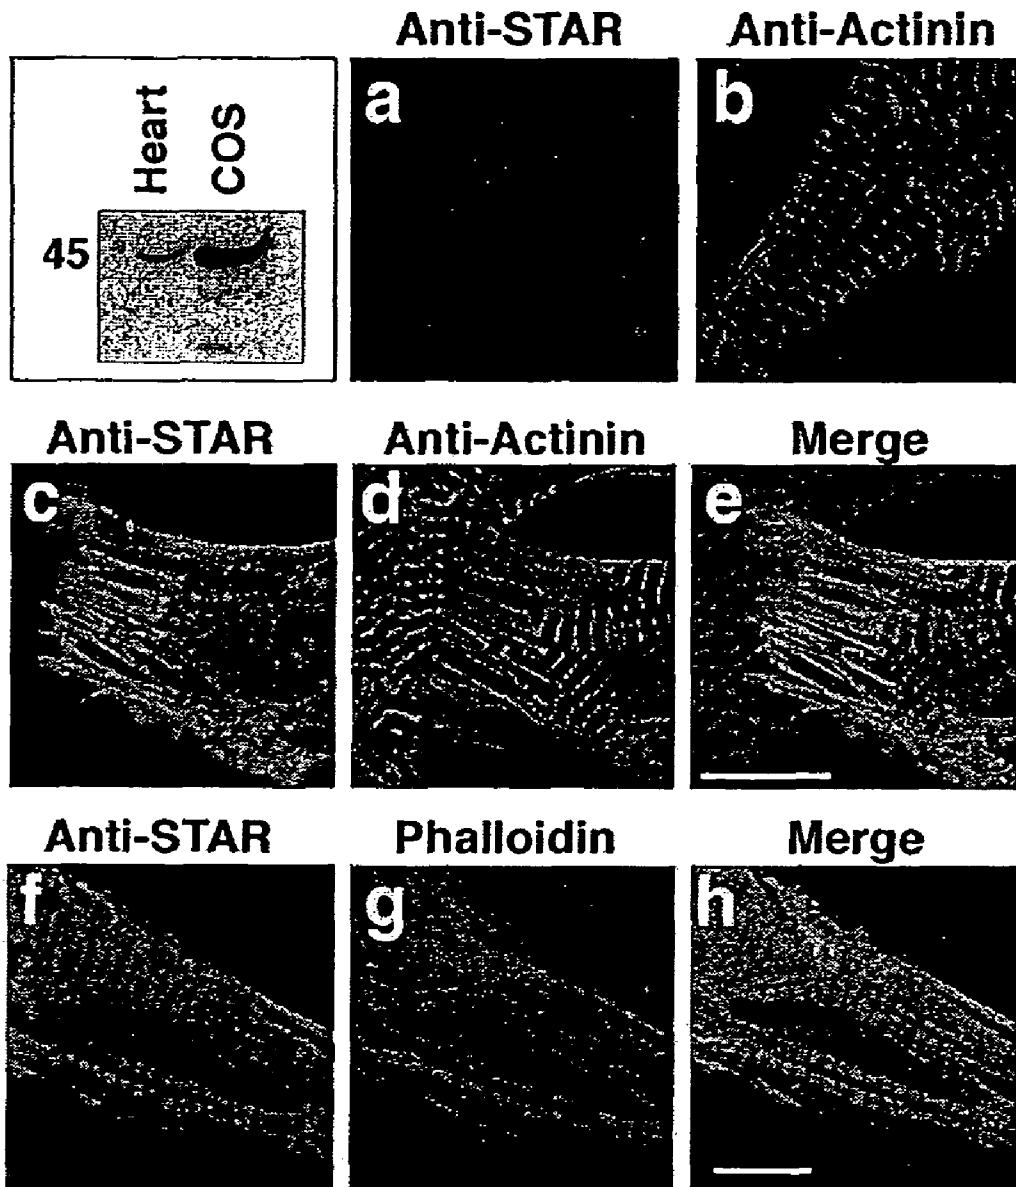 Anti-STAR Anti-Actinin
Heart
COS
45
a
b
Anti-STAR Anti-Actinin Merge
c
d
e
Anti-STAR Phalloidin Merge
f
g
h